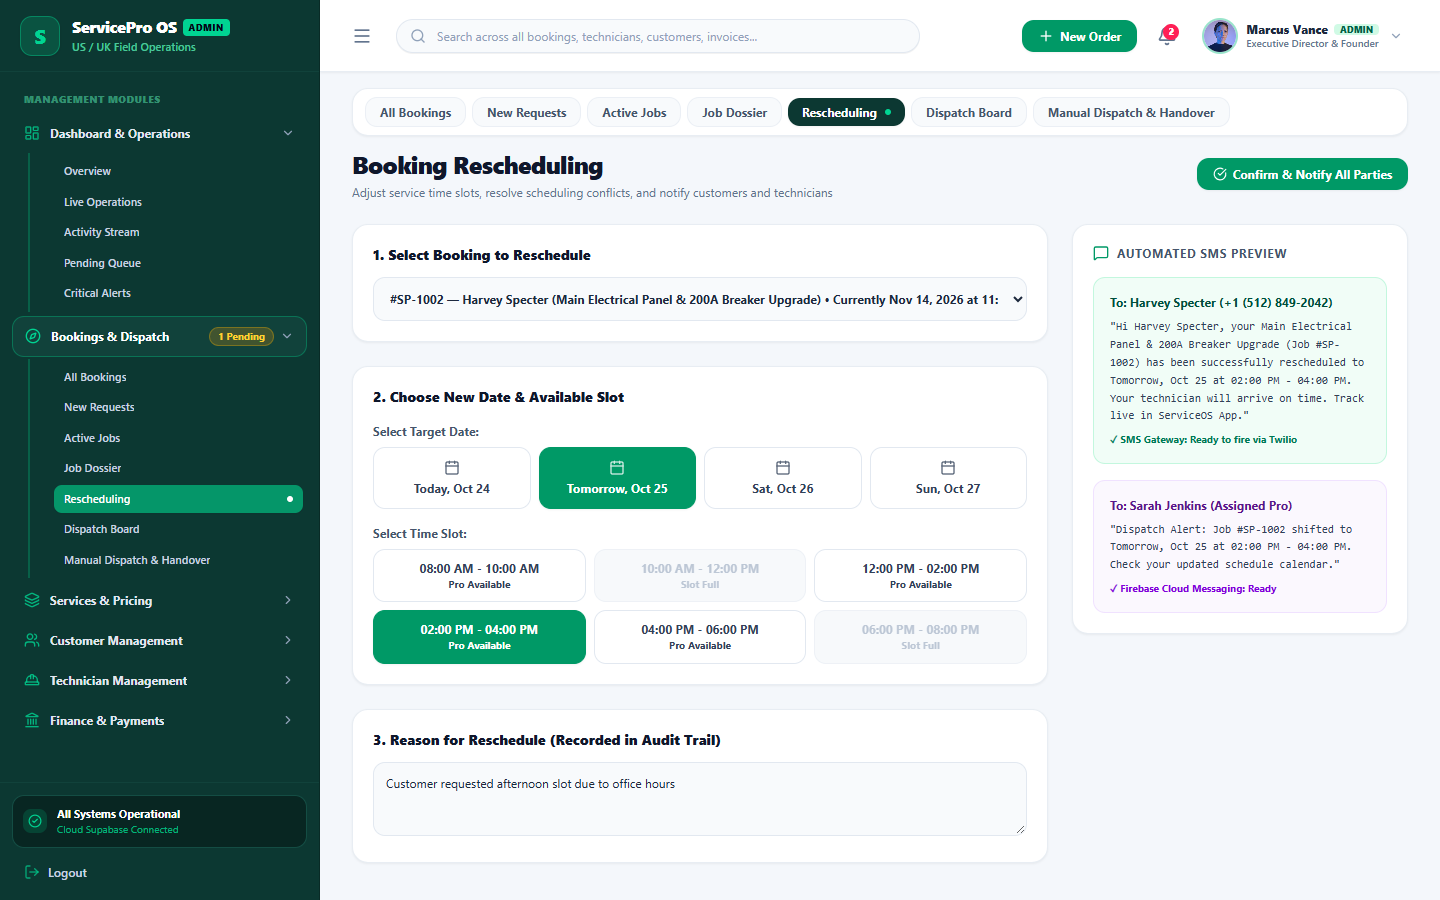 S
ServicePro OS ADMIN
US / UK Field Operations
MANAGEMENT MODULES
Dashboard & Operations
Overview
Live Operations
Activity Stream
Pending Queue
Critical Alerts
Bookings & Dispatch 1 Pending
All Bookings
New Requests
Active Jobs
Job Dossier
Rescheduling
Dispatch Board
Manual Dispatch & Handover
Services & Pricing
Customer Management
Technician Management
Finance & Payments
All Systems Operational
Cloud Supabase Connected
Logout
Search across all bookings, technicians, customers, invoices...
New Order
2
Marcus Vance ADMIN
Executive Director & Founder
All Bookings New Requests Active Jobs Job Dossier Rescheduling Dispatch Board Manual Dispatch & Handover
Booking Rescheduling
Adjust service time slots, resolve scheduling conflicts, and notify customers and technicians
Confirm & Notify All Parties
1. Select Booking to Reschedule
#SP-1002 — Harvey Specter (Main Electrical Panel & 200A Breaker Upgrade) • Currently Nov 14, 2026 at 11:
2. Choose New Date & Available Slot
Select Target Date:
Today, Oct 24
Tomorrow, Oct 25
Sat, Oct 26
Sun, Oct 27
Select Time Slot:
08:00 AM - 10:00 AM
Pro Available
10:00 AM - 12:00 PM
Slot Full
12:00 PM - 02:00 PM
Pro Available
02:00 PM - 04:00 PM
Pro Available
04:00 PM - 06:00 PM
Pro Available
06:00 PM - 08:00 PM
Slot Full
3. Reason for Reschedule (Recorded in Audit Trail)
Customer requested afternoon slot due to office hours
AUTOMATED SMS PREVIEW
To: Harvey Specter (+1 (512) 849-2042)
"Hi Harvey Specter, your Main Electrical
Panel & 200A Breaker Upgrade (Job #SP-
1002) has been successfully rescheduled to
Tomorrow, Oct 25 at 02:00 PM - 04:00 PM.
Your technician will arrive on time. Track
live in ServiceOS App."
✓ SMS Gateway: Ready to fire via Twilio
To: Sarah Jenkins (Assigned Pro)
"Dispatch Alert: Job #SP-1002 shifted to
Tomorrow, Oct 25 at 02:00 PM - 04:00 PM.
Check your updated schedule calendar."
✓ Firebase Cloud Messaging: Ready